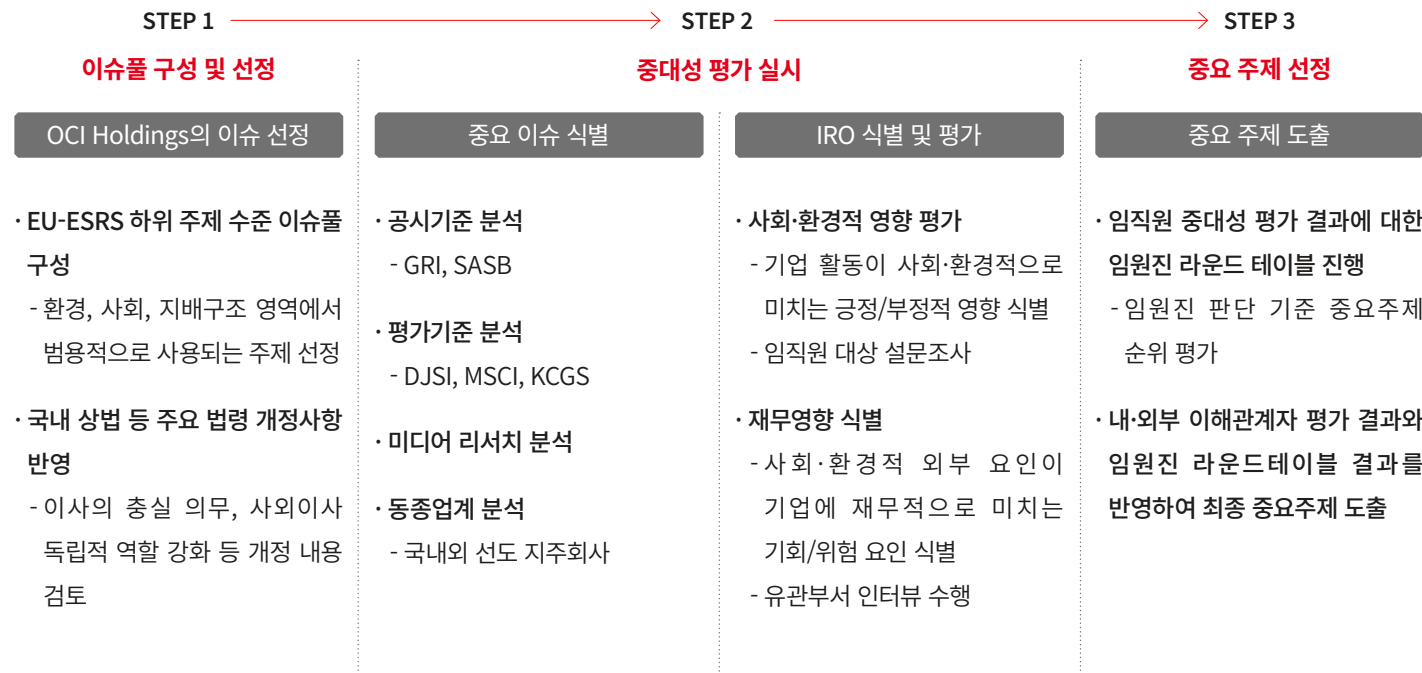 STEP 1
STEP 2
STEP 3
이슈풀 구성 및 선정
중대성 평가 실시
중요 주제 선정
OCI Holdings의 이슈 선정
· EU-ESRS 하위 주제 수준 이슈풀
구성
- 환경, 사회, 지배구조 영역에서
범용적으로 사용되는 주제 선정
· 국내 상법 등 주요 법령 개정사항
반영
- 이사의 충실 의무, 사외이사
독립적 역할 강화 등 개정 내용
검토
중요 이슈 식별
· 공시기준 분석
- GRI, SASB
· 평가기준 분석
- DJSI, MSCI, KCGS
· 미디어 리서치 분석
· 동종업계 분석
- 국내외 선도 지주회사
IRO 식별 및 평가
· 사회·환경적 영향 평가
- 기업 활동이 사회·환경적으로
미치는 긍정/부정적 영향 식별
- 임직원 대상 설문조사
· 재무영향 식별
- 사회·환경적 외부 요인이
기업에 재무적으로 미치는
기회/위험 요인 식별
- 유관부서 인터뷰 수행
중요 주제 도출
· 임직원 중대성 평가 결과에 대한
임원진 라운드 테이블 진행
- 임원진 판단 기준 중요주제
순위 평가
· 내·외부 이해관계자 평가 결과와
임원진 라운드테이블 결과를
반영하여 최종 중요주제 도출